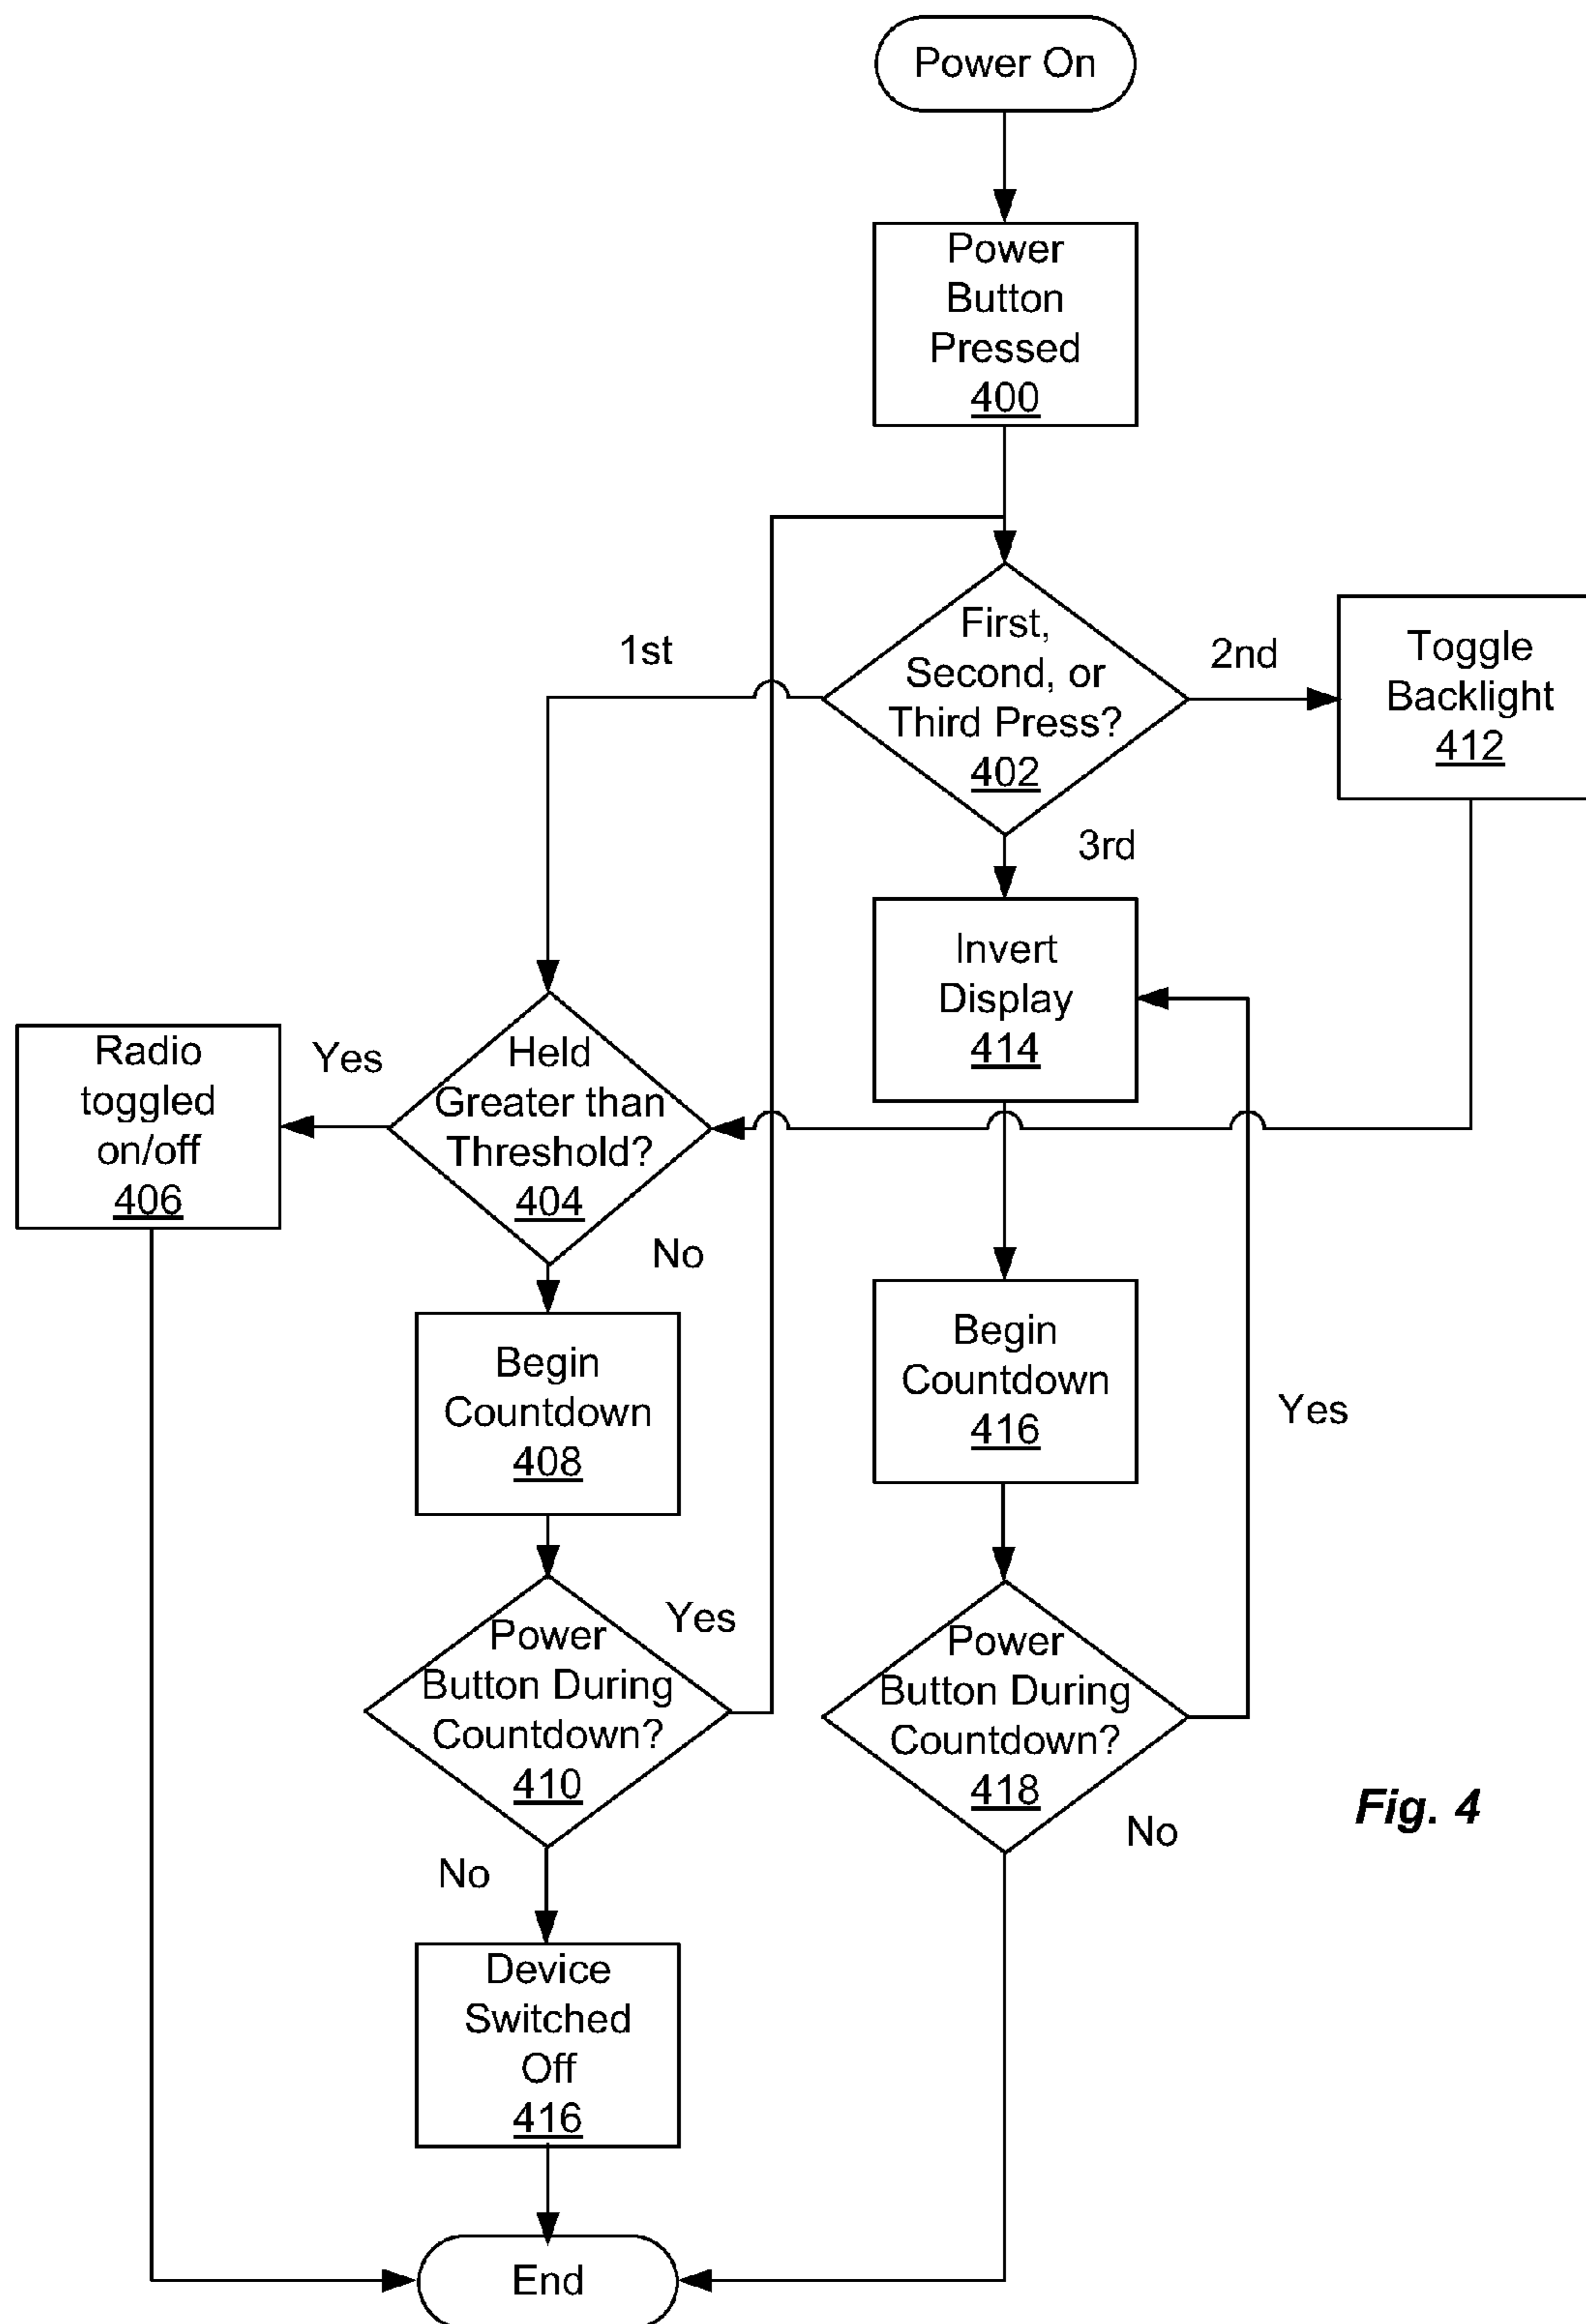 Power On
Power
Button
Pressed
400
First,
Second, or
Third Press?
402
1st
2nd
3rd
Toggle
Backlight
412
Invert
Display
414
Held
Greater than
Threshold?
404
Yes
No
Radio
toggled
on/off
406
Begin
Countdown
408
Begin
Countdown
416
Yes
Power
Button During
Countdown?
410
Yes
No
Power
Button During
Countdown?
418
No
Fig. 4
Device
Switched
Off
416
End